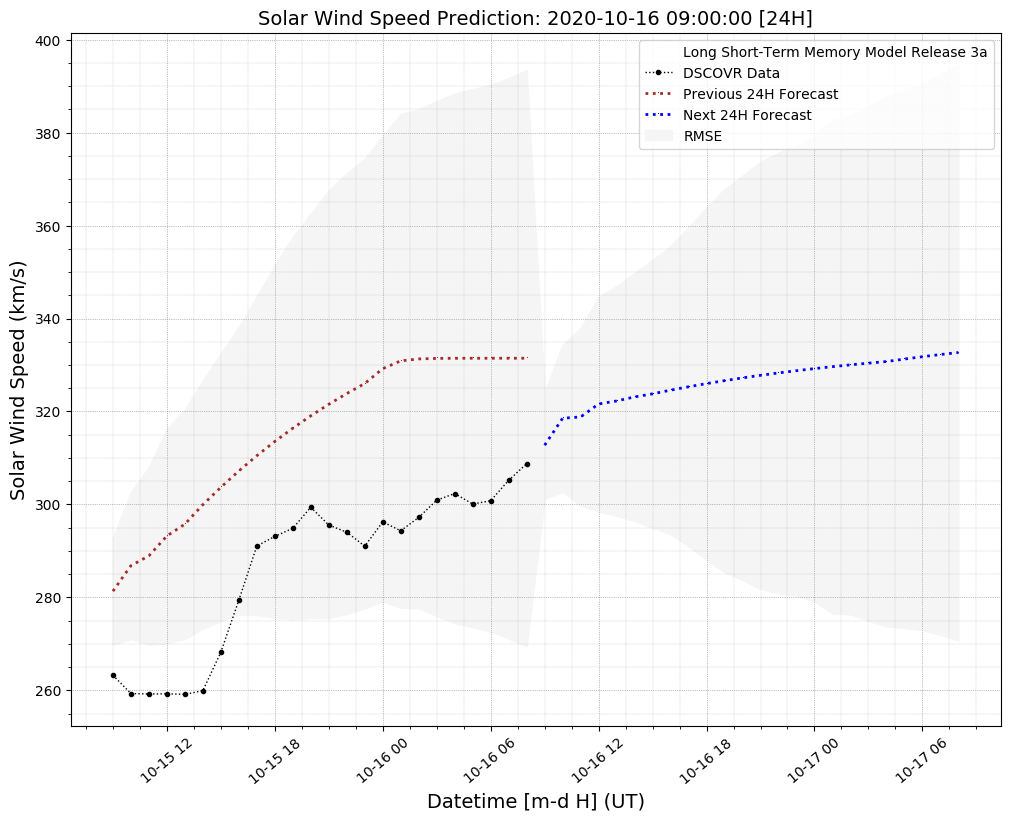 Solar Wind Speed Prediction: 2020-10-16 09:00:00 [24H]
Long Short-Term Memory Model Release 3a
DSCOVR Data
Previous 24H Forecast
Next 24H Forecast
RMSE
Solar Wind Speed (km/s)
400
380
360
340
320
300
280
260
10-15 12
10-15 18
10-16 00
10-16 06
10-16 12
10-16 18
10-17 00
10-17 06
Datetime [m-d H] (UT)